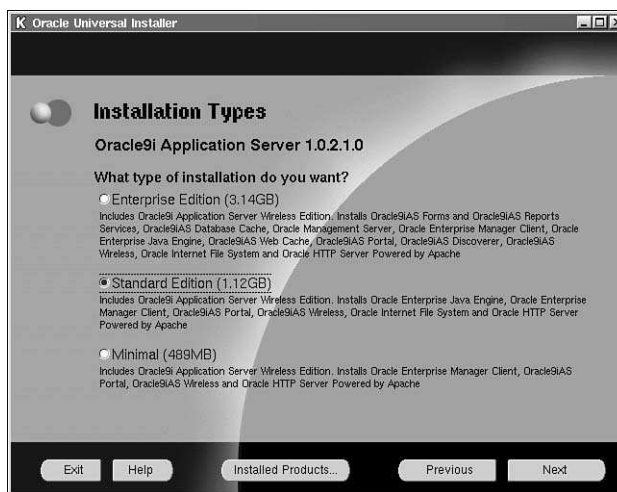 K Oracle Universal Installer
Installation Types
Oracle9i Application Server 1.0.2.1.0
What type of installation do you want?
Enterprise Edition (3.14GB)
Includes Oracle9i Application Server Wireless Edition. Installs Oracle9iAS Forms and Oracle9iAS Reports
Services, Oracle9iAS Database Cache, Oracle Management Server, Oracle Enterprise Manager Client, Oracle
Enterprise Java Engine, Oracle9iAS Web Cache, Oracle9iAS Portal, Oracle9iAS Discoverer, Oracle9iAS
Wireless, Oracle Internet File System and Oracle HTTP Server Powered by Apache
Standard Edition (1.12GB)
Includes Oracle9i Application Server Wireless Edition. Installs Oracle Enterprise Java Engine, Oracle Enterprise
Manager Client, Oracle9iAS Portal, Oracle9iAS Wireless, Oracle Internet File System and Oracle HTTP Server
Powered by Apache
Minimal (489MB)
Includes Oracle9i Application Server Wireless Edition. Installs Oracle Enterprise Manager Client, Oracle9iAS
Portal, Oracle9iAS Wireless and Oracle HTTP Server Powered by Apache
Exit Help Installed Products... Previous Next